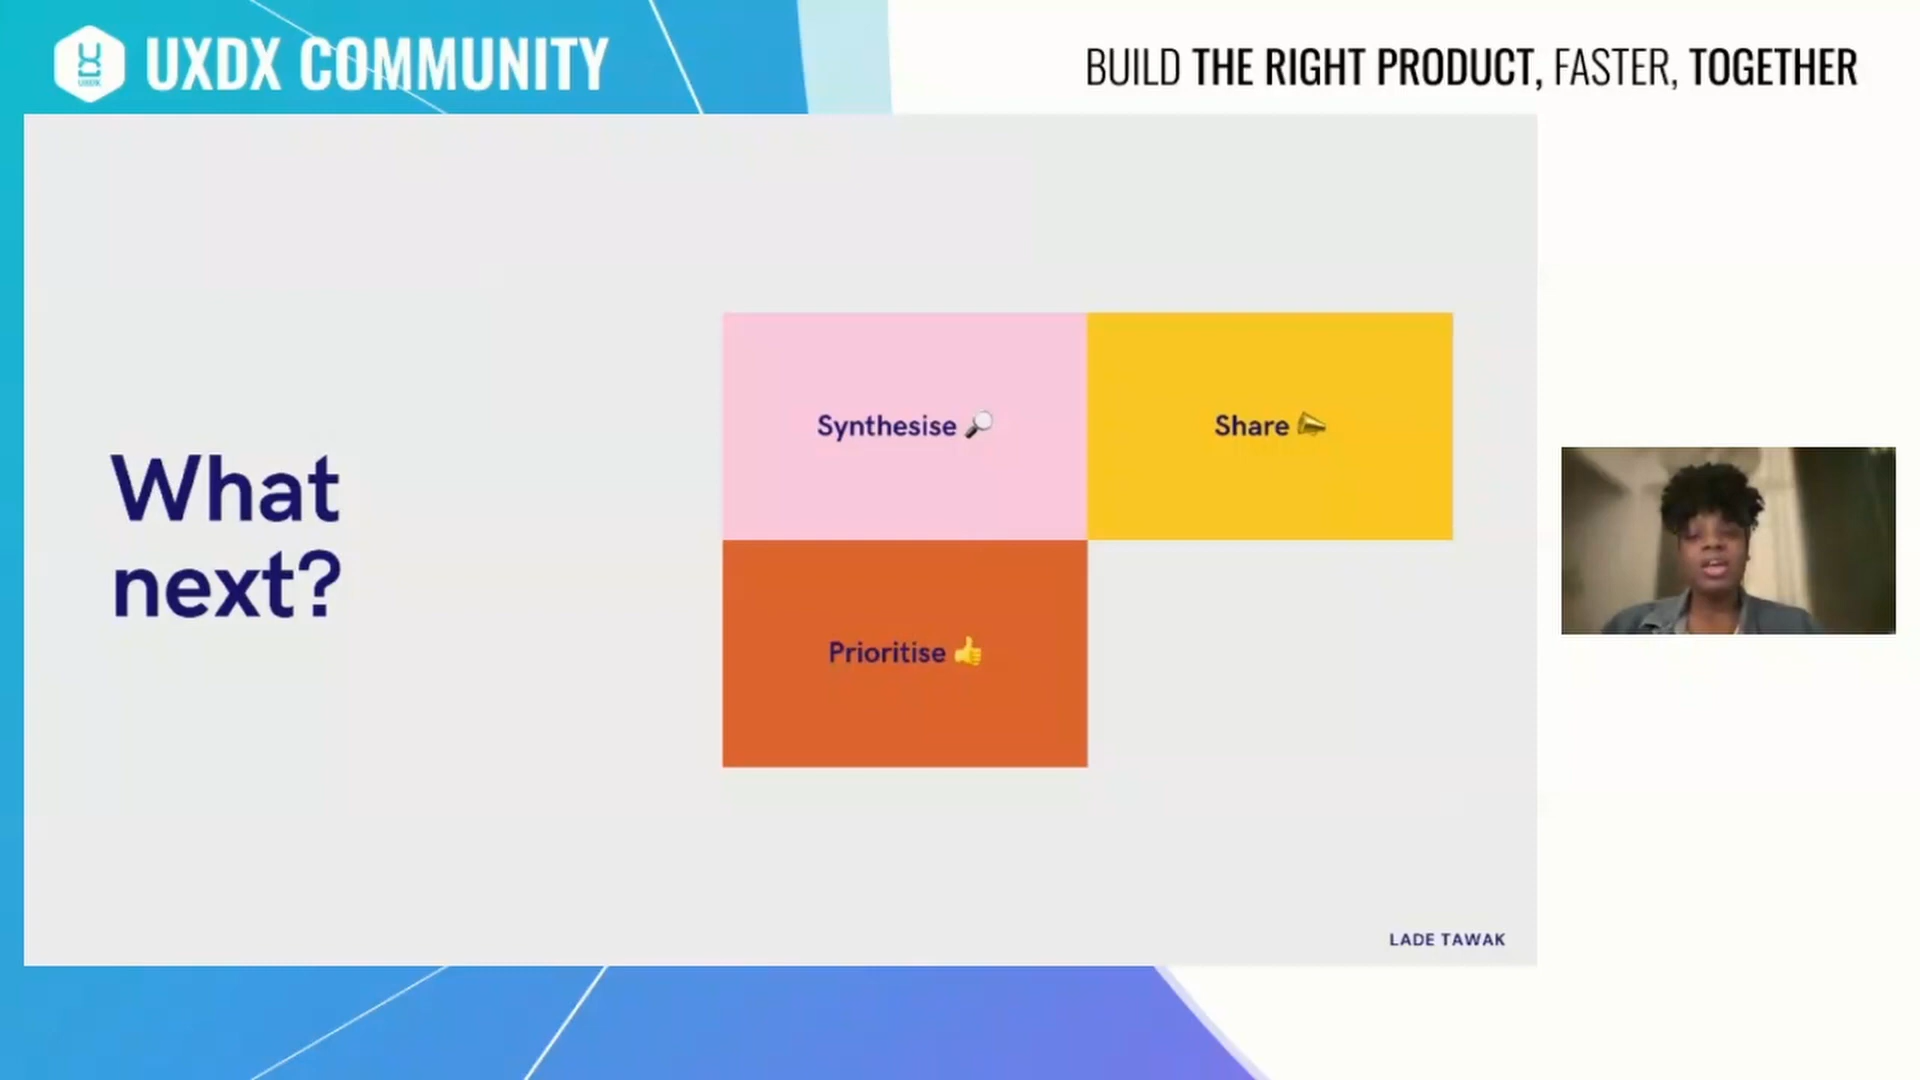 UXDX COMMUNITY
BUILD THE RIGHT PRODUCT, FASTER, TOGETHER
What
next?
Synthesise
Share
Prioritise
LADE TAWAK